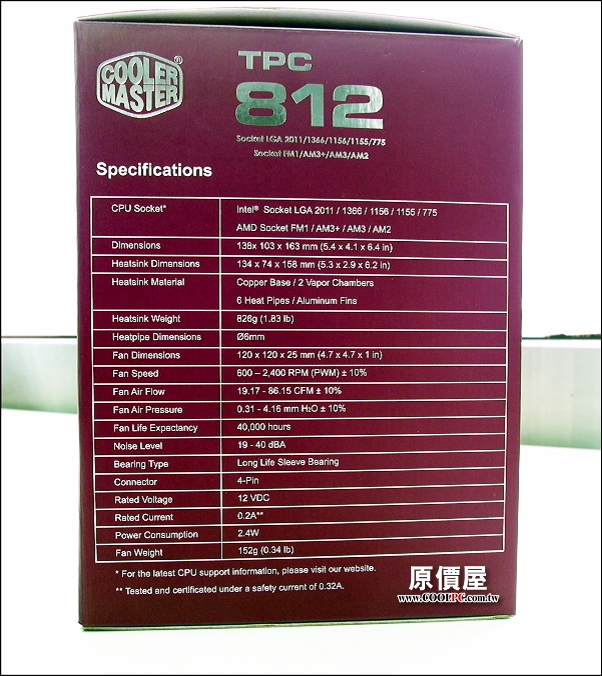 COOLER
MASTER
TPC
812
Socket LGA 2011/1366/1156/1155/775
Socket FM1/AM3+/AM3/AM2
Specifications
CPU Socket* Intel® Socket LGA 2011 / 1366 / 1156 / 1155 / 775
AMD Socket FM1 / AM3+ / AM3 / AM2
Dimensions 138x 103 x 163 mm (5.4 x 4.1 x 6.4 in)
Heatsink Dimensions 134 x 74 x 158 mm (5.3 x 2.9 x 6.2 in)
Heatsink Material Copper Base / 2 Vapor Chambers
6 Heat Pipes / Aluminum Fins
Heatsink Weight 826g (1.83 lb)
Heatpipe Dimensions Ø6mm
Fan Dimensions 120 x 120 x 25 mm (4.7 x 4.7 x 1 in)
Fan Speed 600 – 2,400 RPM (PWM) ± 10%
Fan Air Flow 19.17 - 86.15 CFM ± 10%
Fan Air Pressure 0.31 - 4.16 mm H₂O ± 10%
Fan Life Expectancy 40,000 hours
Noise Level 19 - 40 dBA
Bearing Type Long Life Sleeve Bearing
Connector 4-Pin
Rated Voltage 12 VDC
Rated Current 0.2A**
Power Consumption 2.4W
Fan Weight 152g (0.34 lb)
* For the latest CPU support information, please visit our website.
** Tested and certificated under a safety current of 0.32A.
原價屋
www.COOLPC.com.tw